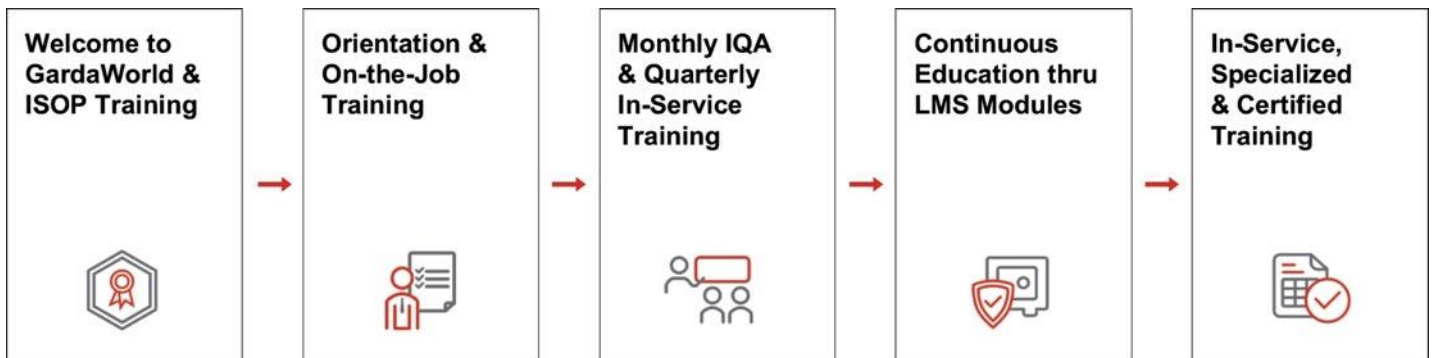 Welcome to
GardaWorld &
ISOP Training
Orientation &
On-the-Job
Training
Monthly IQA
& Quarterly
In-Service
Training
Continuous
Education thru
LMS Modules
In-Service,
Specialized
& Certified
Training